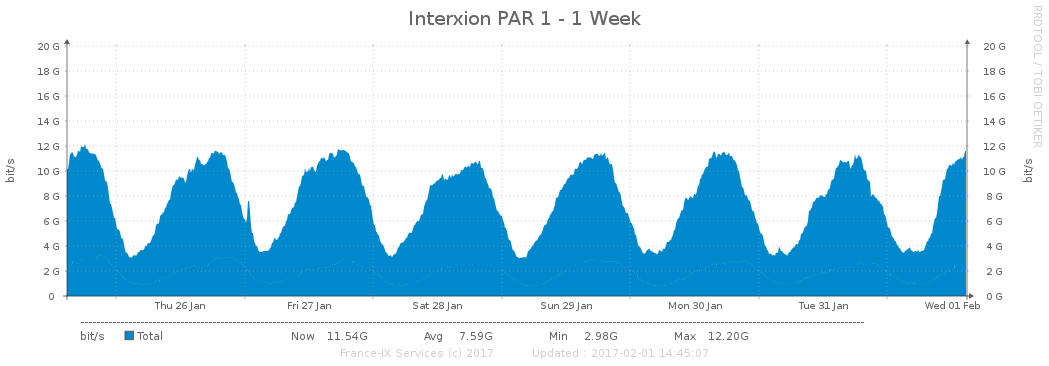 Interxion PAR 1 - 1 Week
RRDTOOL / TOBI OETIKER
20 G 20 G
18 G 18 G
16 G 16 G
14 G 14 G
12 G 12 G
10 G 10 G
8 G 8 G
6 G 6 G
4 G 4 G
2 G 2 G
0 0 G
bit/s
bit/s
Thu 26 Jan Fri 27 Jan Sat 28 Jan Sun 29 Jan Mon 30 Jan Tue 31 Jan Wed 01 Feb
bit/s Total Now 11.54G Avg 7.59G Min 2.98G Max 12.20G
France-IX Services (c) 2017 Updated : 2017-02-01 14:45:07